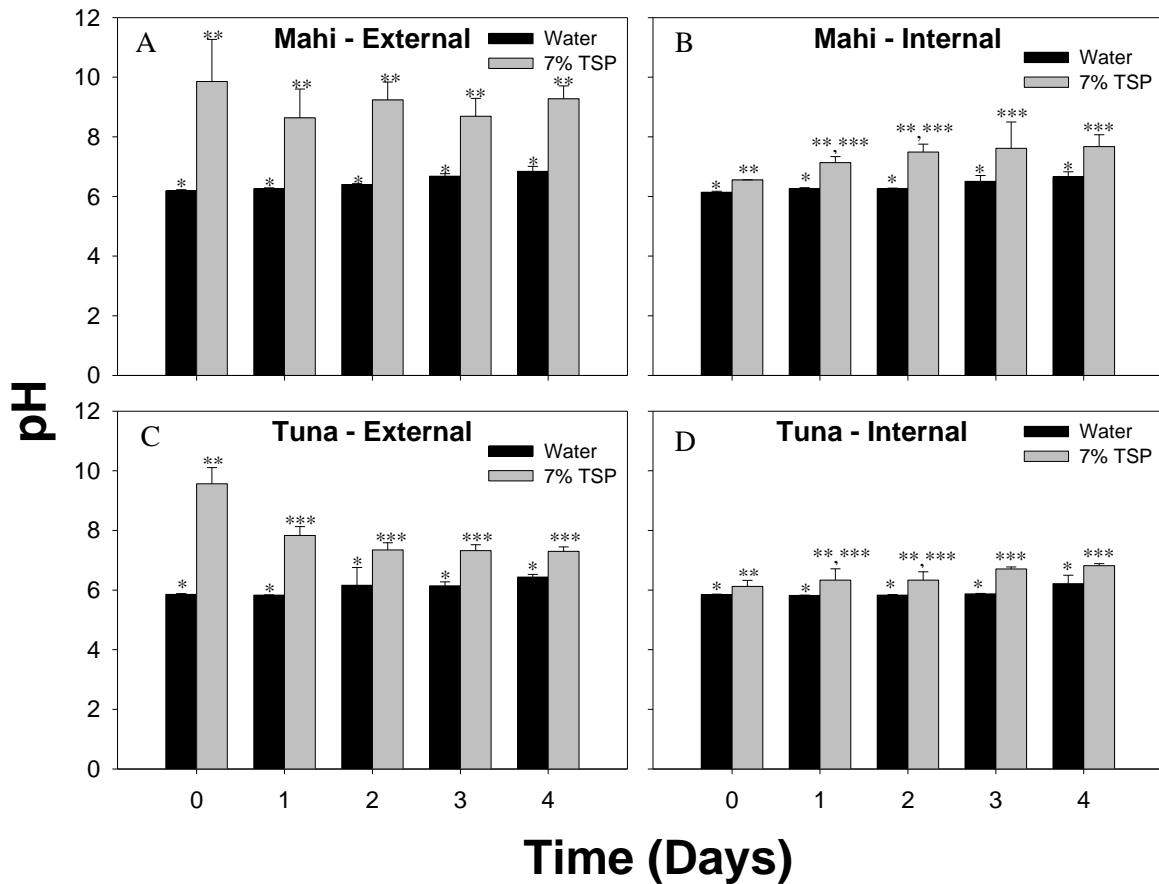 A
Mahi - External
Water
7% TSP
12
10
8
6
4
2
0
** ** ** ** **
* * * * *
B
Mahi - Internal
Water
7% TSP
* ** * **,*** * **,*** * *** * ***
pH
C
Tuna - External
Water
7% TSP
12
10
8
6
4
2
0
* ** * *** * *** * *** * ***
0 1 2 3 4
D
Tuna - Internal
Water
7% TSP
* ** * **,*** * **,*** * *** * ***
0 1 2 3 4
Time (Days)